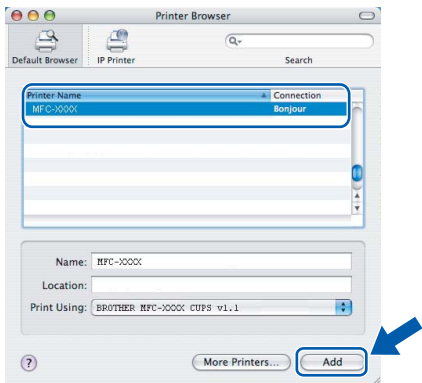 Printer Browser
Default Browser
IP Printer
Search
Printer Name Connection
MFC-XXXX Bonjour
Name: MFC-XXXX
Location:
Print Using: BROTHER MFC-XXXX CUPS v1.1
? More Printers... Add